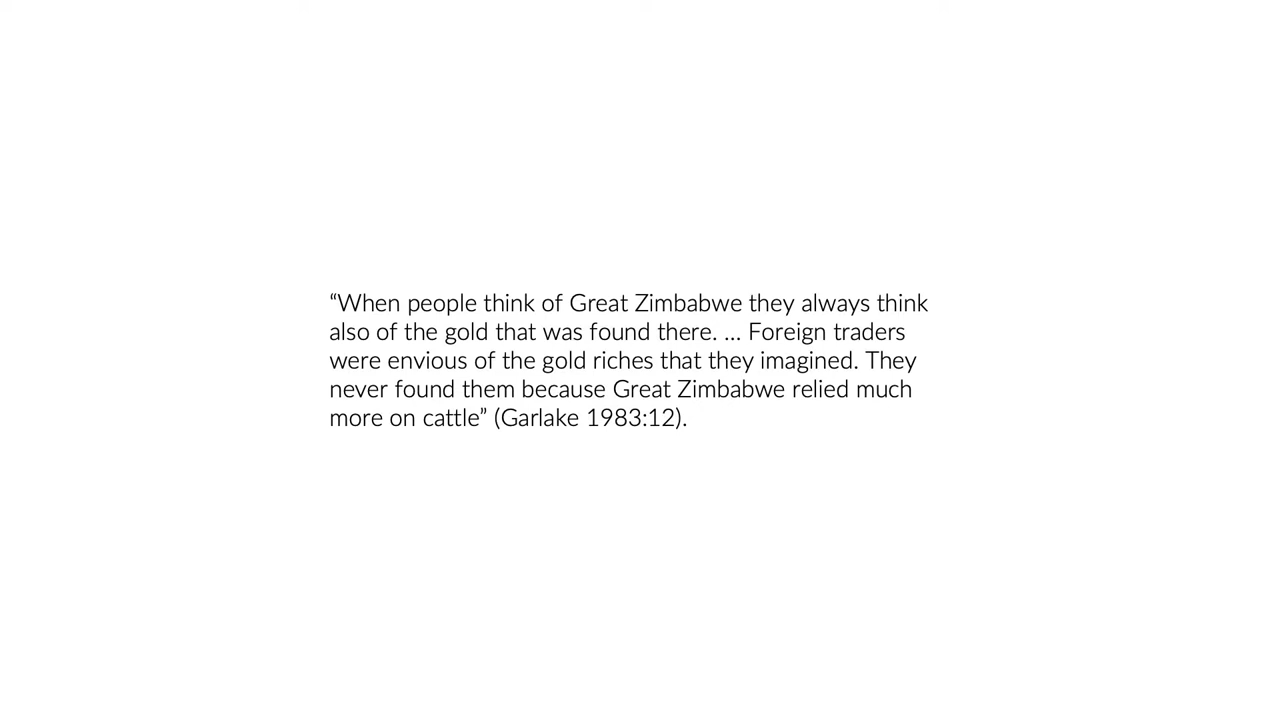 “When people think of Great Zimbabwe they always think
also of the gold that was found there. ... Foreign traders
were envious of the gold riches that they imagined. They
never found them because Great Zimbabwe relied much
more on cattle” (Garlake 1983:12).